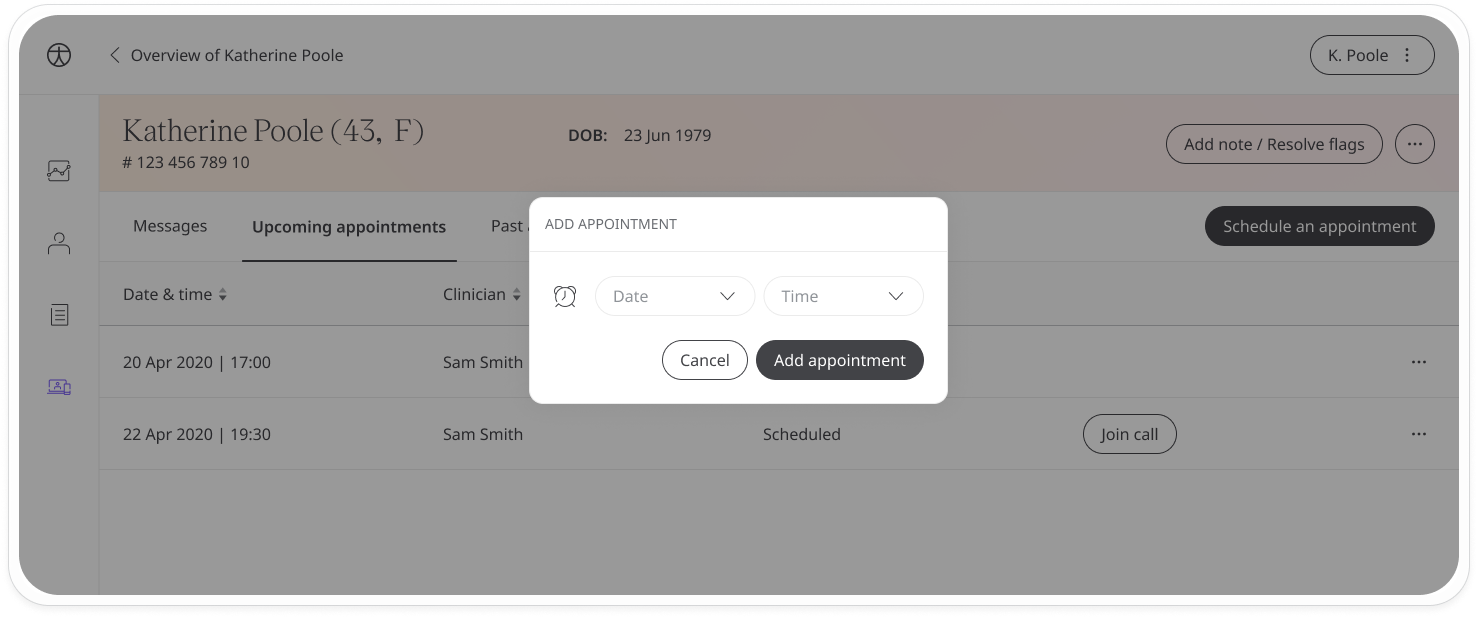 Overview of Katherine Poole
K. Poole
Katherine Poole (43, F)
DOB: 23 Jun 1979
# 123 456 789 10
Add note / Resolve flags
Messages
Upcoming appointments
Past
Schedule an appointment
ADD APPOINTMENT
Date & time
Clinician
Date
Time
20 Apr 2020 | 17:00
Sam Smith
Cancel
Add appointment
22 Apr 2020 | 19:30
Sam Smith
Scheduled
Join call